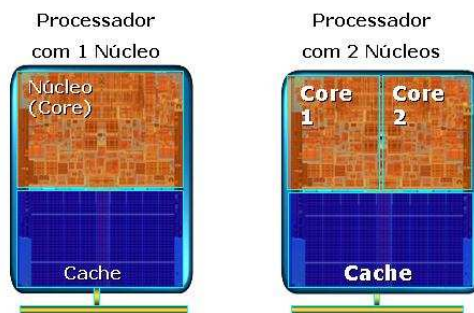 Processador
com 1 Núcleo
Núcleo
(Core)
Cache
Processador
com 2 Núcleos
Core
1
Core
2
Cache